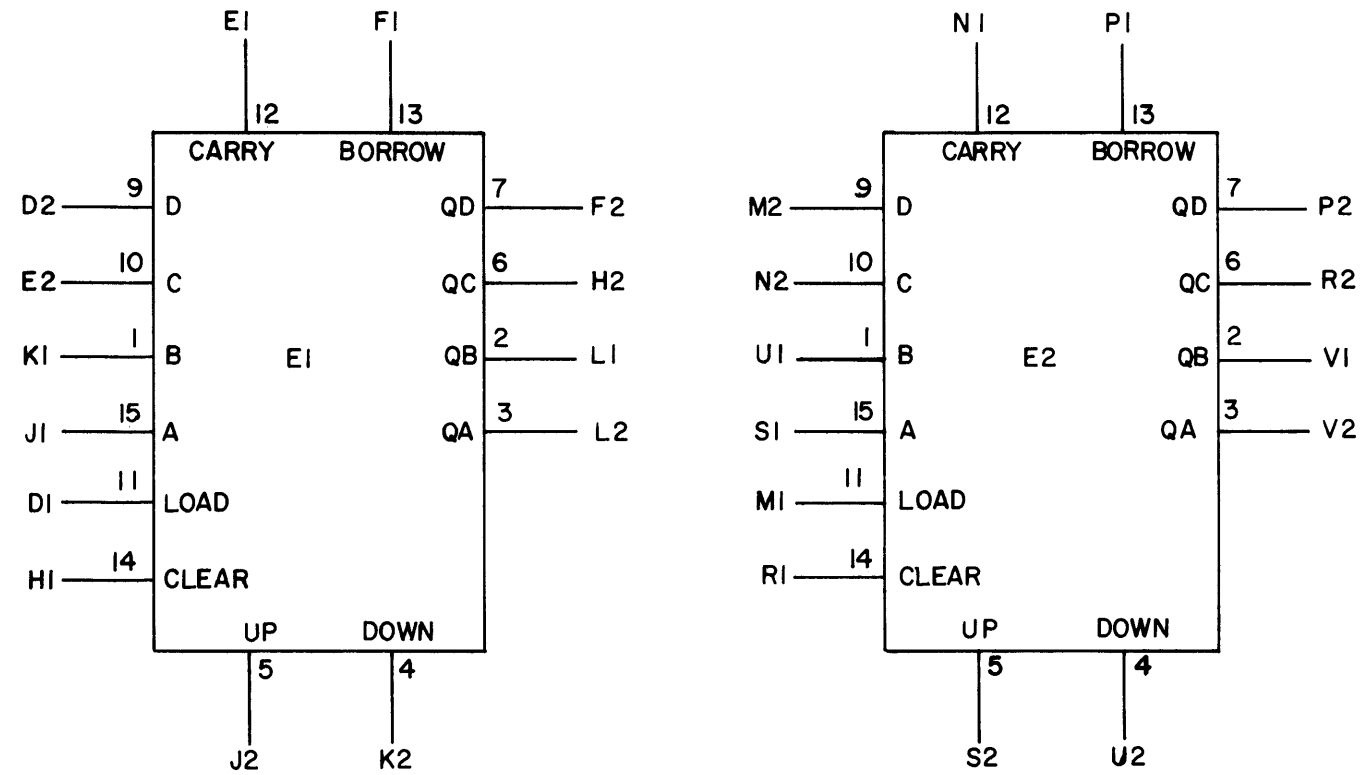 E1 F1 N1 P1
12 13 12 13
CARRY BORROW CARRY BORROW
D2 9 D QD 7 F2 M2 9 D QD 7 P2
E2 10 C QC 6 H2 N2 10 C QC 6 R2
K1 1 B E1 QB 2 L1 U1 1 B E2 QB 2 V1
J1 15 A QA 3 L2 S1 15 A QA 3 V2
D1 11 LOAD M1 11 LOAD
H1 14 CLEAR R1 14 CLEAR
UP DOWN UP DOWN
5 4 5 4
J2 K2 S2 U2